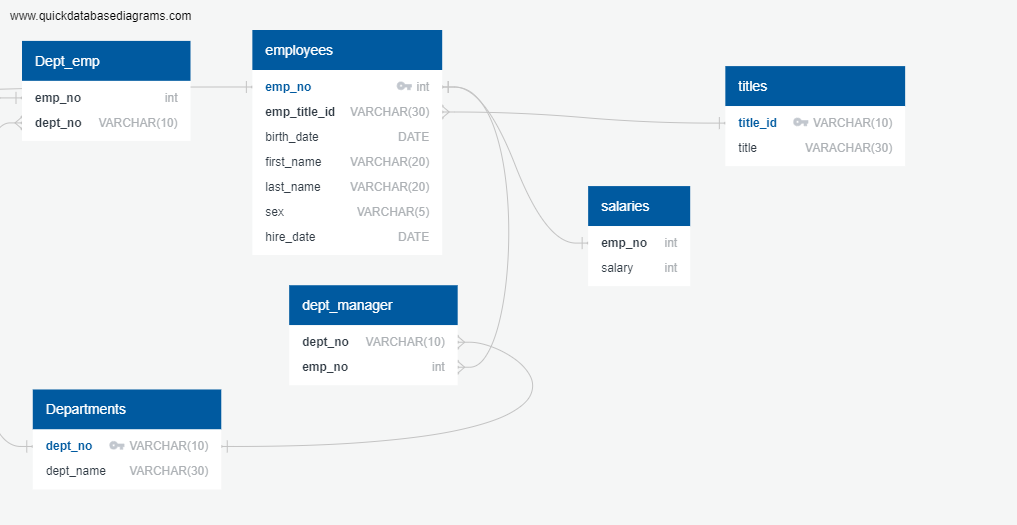 www.quickdatabasediagrams.com
Dept_emp
emp_no int
dept_no VARCHAR(10)
employees
emp_no int
emp_title_id VARCHAR(30)
birth_date DATE
first_name VARCHAR(20)
last_name VARCHAR(20)
sex VARCHAR(5)
hire_date DATE
titles
title_id VARCHAR(10)
title VARACHAR(30)
salaries
emp_no int
salary int
dept_manager
dept_no VARCHAR(10)
emp_no int
Departments
dept_no VARCHAR(10)
dept_name VARCHAR(30)